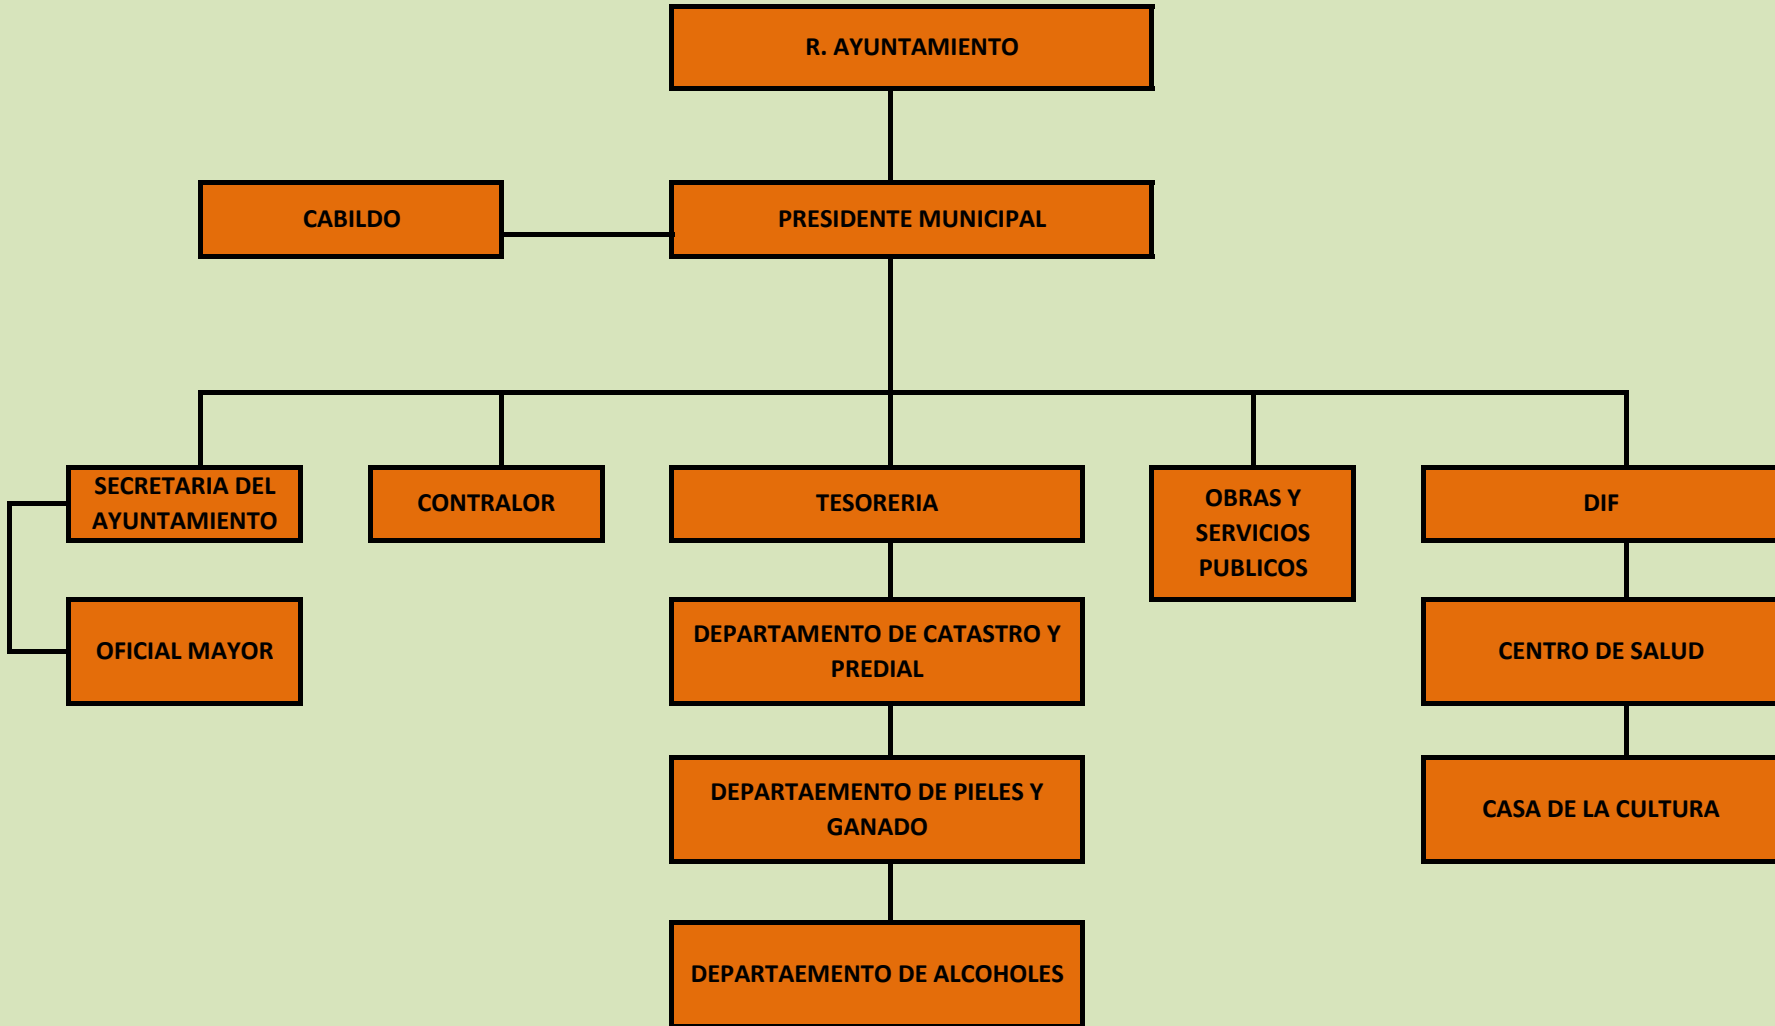 R. AYUNTAMIENTO
CABILDO
PRESIDENTE MUNICIPAL
SECRETARIA DEL
AYUNTAMIENTO
CONTRALOR
TESORERIA
OBRAS Y
SERVICIOS
PUBLICOS
DIF
OFICIAL MAYOR
DEPARTAMENTO DE CATASTRO Y
PREDIAL
CENTRO DE SALUD
DEPARTAEMENTO DE PIELES Y
GANADO
CASA DE LA CULTURA
DEPARTAEMENTO DE ALCOHOLES